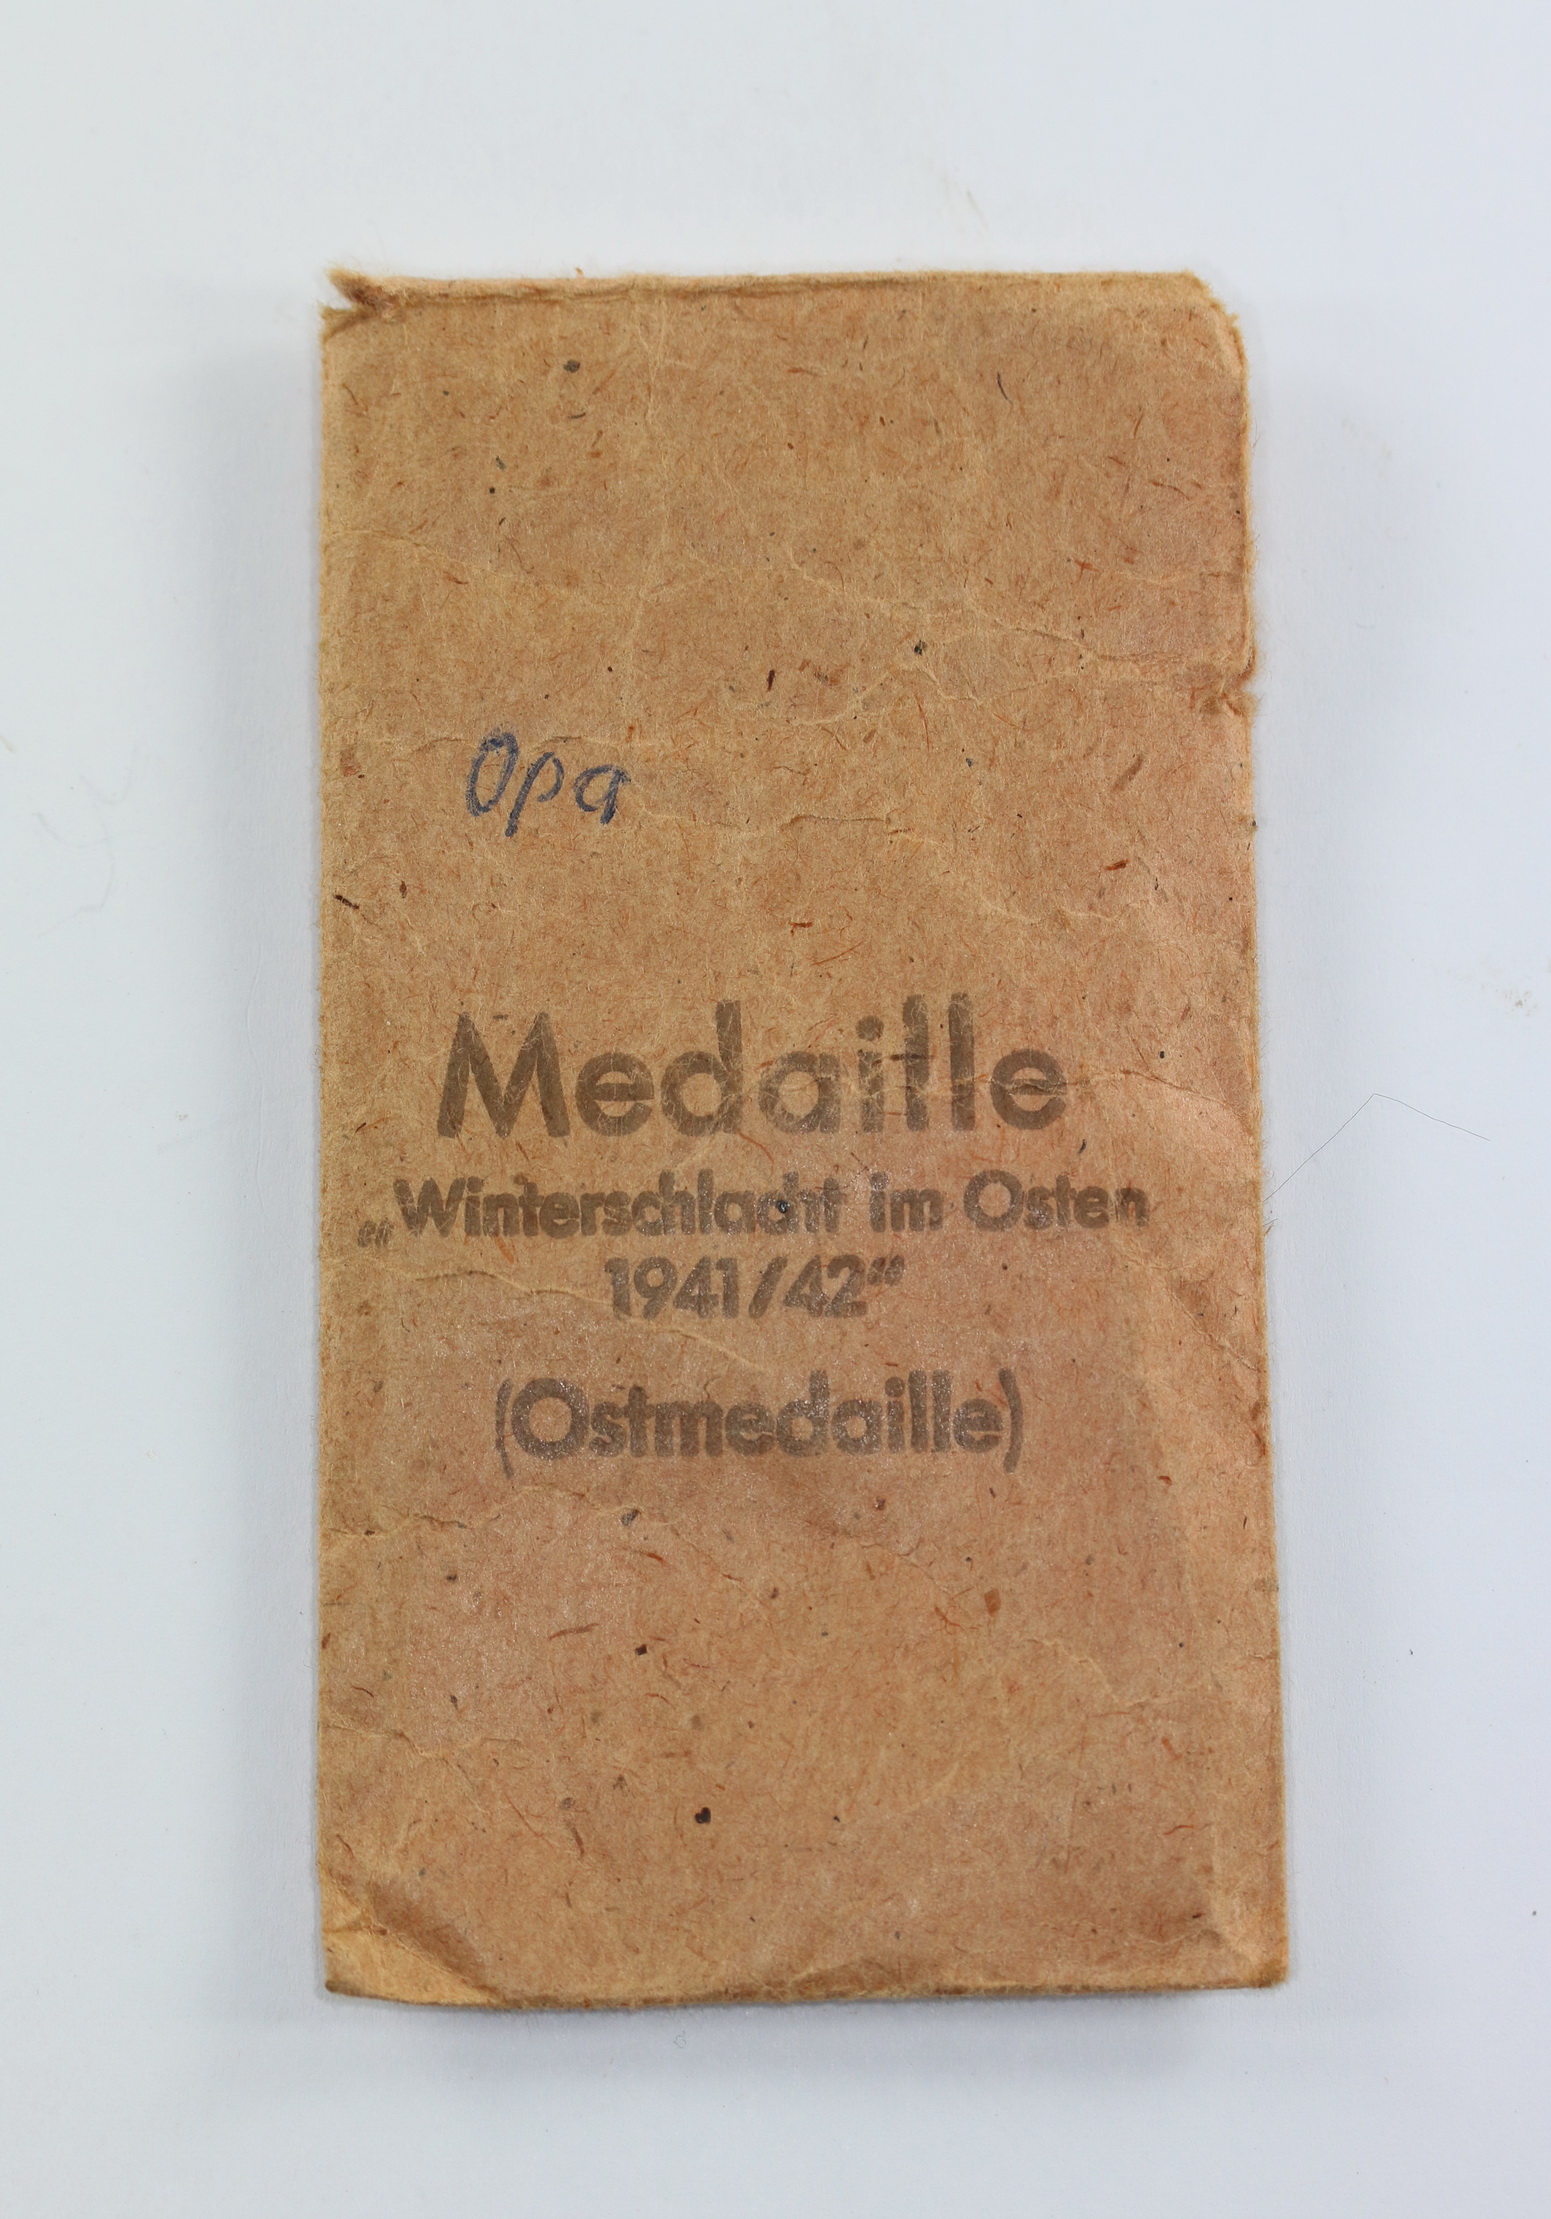 Opa
Medaille
„Winterschlacht im Osten
1941/42“
(Ostmedaille)